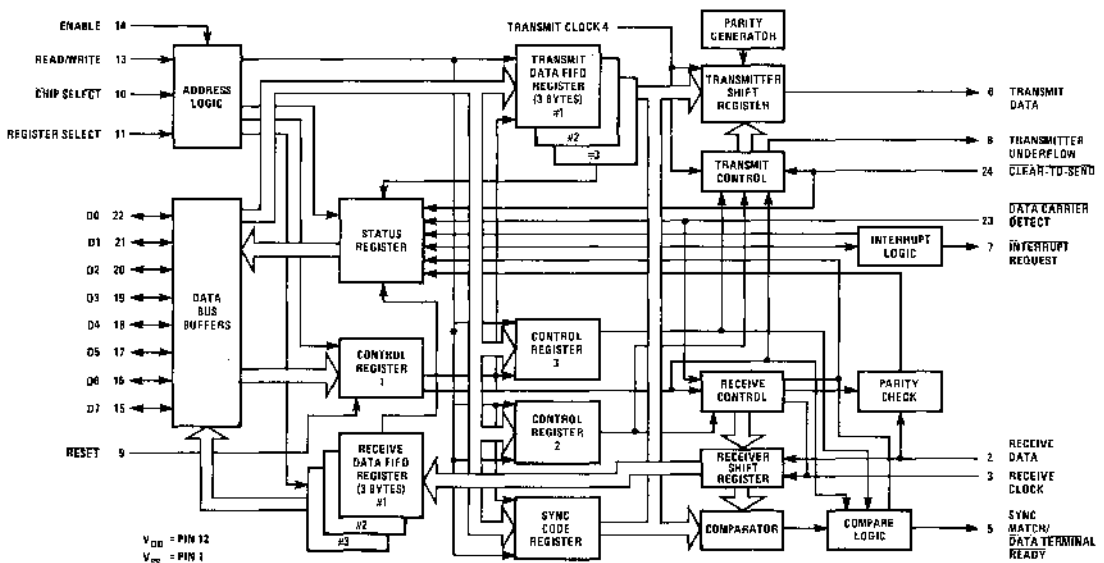 ENABLE 14
READ/WRITE 13
CHIP SELECT 10
REGISTER SELECT 11
ADDRESS
LOGIC
TRANSMIT CLOCK 4
TRANSMIT
DATA FIFO
REGISTER
(3 BYTES)
#1
#2
#3
PARITY
GENERATOR
TRANSMITTER
SHIFT
REGISTER
6 TRANSMIT
DATA
TRANSMIT
CONTROL
8 TRANSMITTER
UNDERFLOW
24 CLEAR-TO-SEND
23 DATA CARRIER
DETECT
INTERRUPT
LOGIC
7 INTERRUPT
REQUEST
D0 22
D1 21
D2 20
D3 19
D4 18
D5 17
D6 16
D7 15
DATA
BUS
BUFFERS
STATUS
REGISTER
CONTROL
REGISTER
1
CONTROL
REGISTER
3
CONTROL
REGISTER
2
RECEIVE
CONTROL
PARITY
CHECK
RESET 9
RECEIVE
DATA FIFO
REGISTER
(3 BYTES)
#1
#2
#3
RECEIVER
SHIFT
REGISTER
2 RECEIVE
DATA
3 RECEIVE
CLOCK
SYNC
CODE
REGISTER
COMPARATOR
COMPARE
LOGIC
5 SYNC
MATCH/
DATA TERMINAL
READY
VDD = PIN 12
VSS = PIN 1